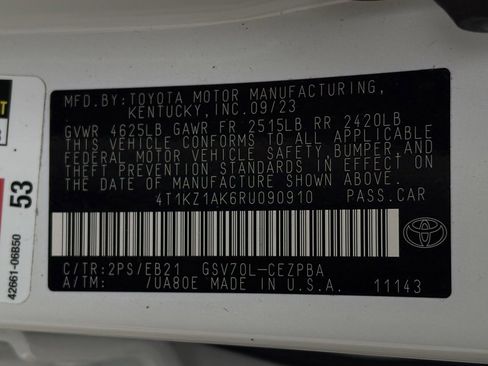 MFD. BY: TOYOTA MOTOR MANUFACTURING,
KENTUCKY, INC. 09/23
GVWR 4625LB GAWR FR 2515LB RR 2420LB
THIS VEHICLE CONFORMS TO ALL APPLICABLE
FEDERAL MOTOR VEHICLE SAFETY, BUMPER, AND
THEFT PREVENTION STANDARDS IN EFFECT ON
THE DATE OF MANUFACTURE SHOWN ABOVE.
4T1KZ1AK6RU090910 PASS.CAR
C/TR:2PS/EB21 GSV70L-CEZPBA
A/TM: /UA80E MADE IN U.S.A. 11143
53
42661-06B50